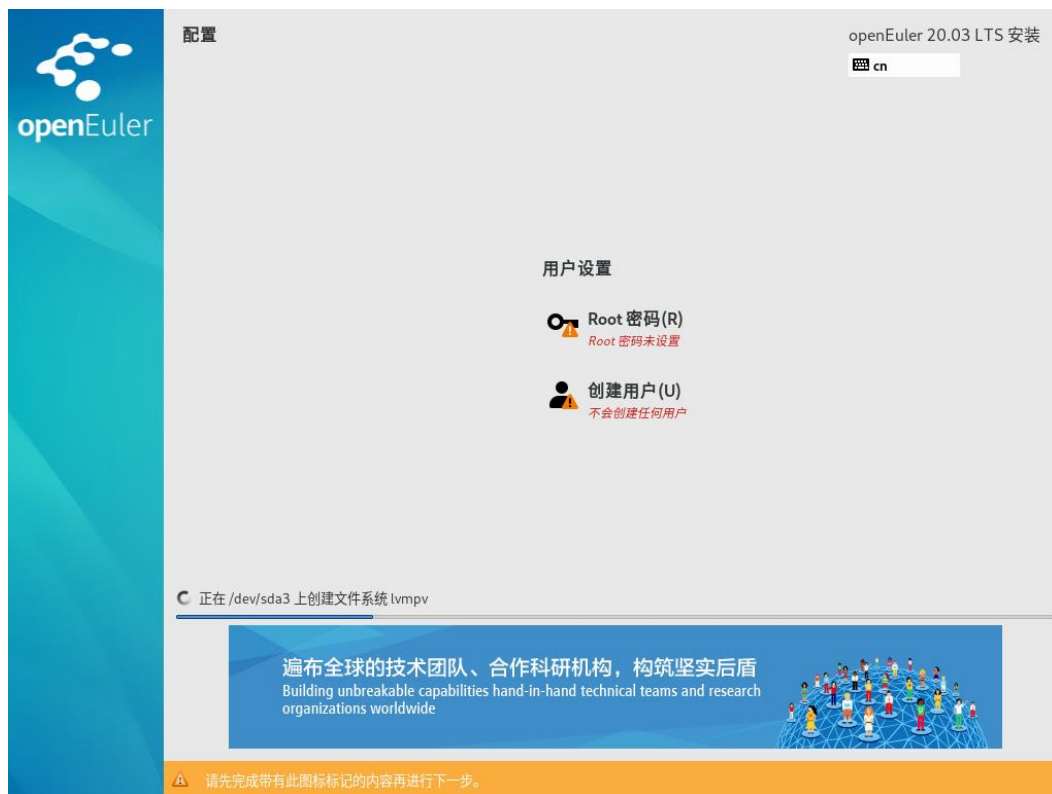 openEuler
配置
openEuler 20.03 LTS 安装
cn
用户设置
Root 密码(R)
Root 密码未设置
创建用户(U)
不会创建任何用户
正在 /dev/sda3 上创建文件系统 lvmpv
遍布全球的技术团队、合作科研机构，构筑坚实后盾
Building unbreakable capabilities hand-in-hand technical teams and research
organizations worldwide
请先完成带有此图标标记的内容再进行下一步。